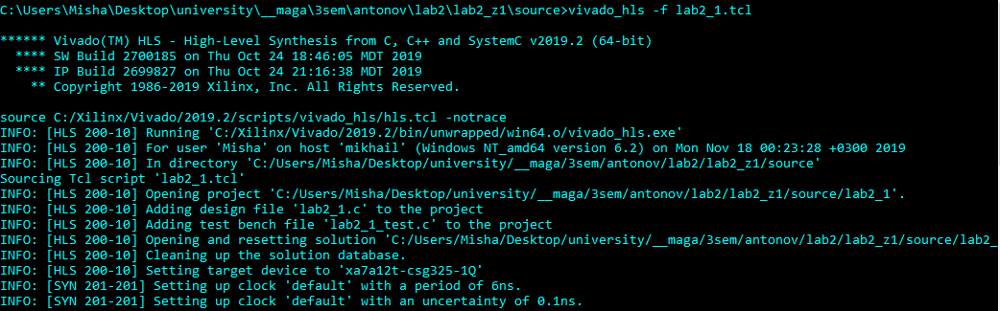 C:\Users\Misha\Desktop\university\__maga\3sem\antonov\lab2\lab2_z1\source>vivado_hls -f lab2_1.tcl
****** Vivado(TM) HLS - High-Level Synthesis from C, C++ and SystemC v2019.2 (64-bit)
**** SW Build 2700185 on Thu Oct 24 18:46:05 MDT 2019
**** IP Build 2699827 on Thu Oct 24 21:16:38 MDT 2019
** Copyright 1986-2019 Xilinx, Inc. All Rights Reserved.
source C:/Xilinx/Vivado/2019.2/scripts/vivado_hls/hls.tcl -notrace
INFO: [HLS 200-10] Running 'C:/Xilinx/Vivado/2019.2/bin/unwrapped/win64.o/vivado_hls.exe'
INFO: [HLS 200-10] For user 'Misha' on host 'mikhail' (Windows NT_amd64 version 6.2) on Mon Nov 18 00:23:28 +0300 2019
INFO: [HLS 200-10] In directory 'C:/Users/Misha/Desktop/university/__maga/3sem/antonov/lab2/lab2_z1/source'
Sourcing Tcl script 'lab2_1.tcl'
INFO: [HLS 200-10] Opening project 'C:/Users/Misha/Desktop/university/__maga/3sem/antonov/lab2/lab2_z1/source/lab2_1'.
INFO: [HLS 200-10] Adding design file 'lab2_1.c' to the project
INFO: [HLS 200-10] Adding test bench file 'lab2_1_test.c' to the project
INFO: [HLS 200-10] Opening and resetting solution 'C:/Users/Misha/Desktop/university/__maga/3sem/antonov/lab2/lab2_z1/source/lab2_
INFO: [HLS 200-10] Cleaning up the solution database.
INFO: [HLS 200-10] Setting target device to 'xa7a12t-csg325-1Q'
INFO: [SYN 201-201] Setting up clock 'default' with a period of 6ns.
INFO: [SYN 201-201] Setting up clock 'default' with an uncertainty of 0.1ns.